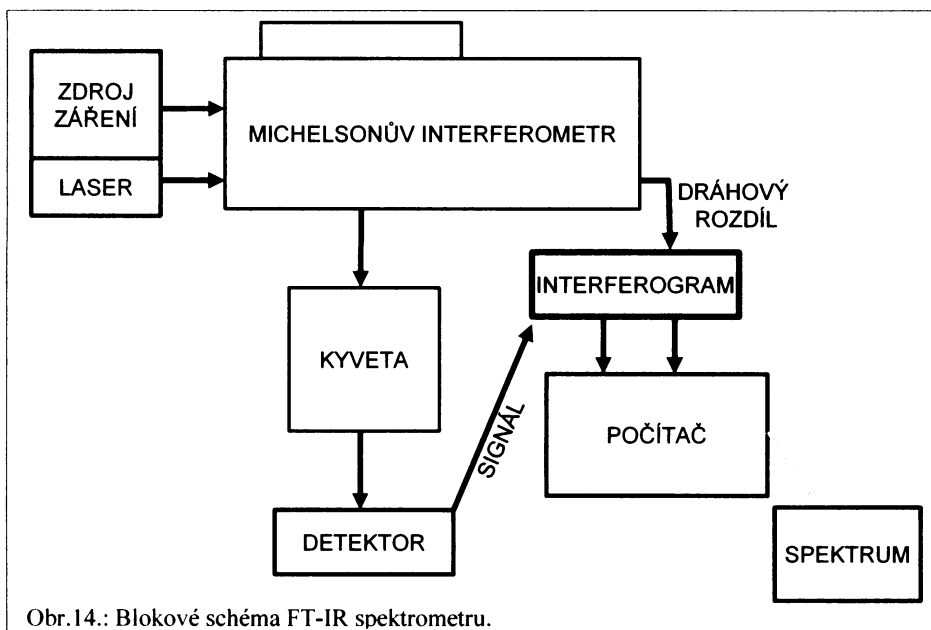 ZDROJ
ZÁŘENÍ
LASER
MICHELSONŮV INTERFEROMETR
DRÁHOVÝ
ROZDÍL
INTERFEROGRAM
KYVETA
SIGNÁL
POČÍTAČ
DETEKTOR
SPEKTRUM
Obr.14.: Blokové schéma FT-IR spektrometru.